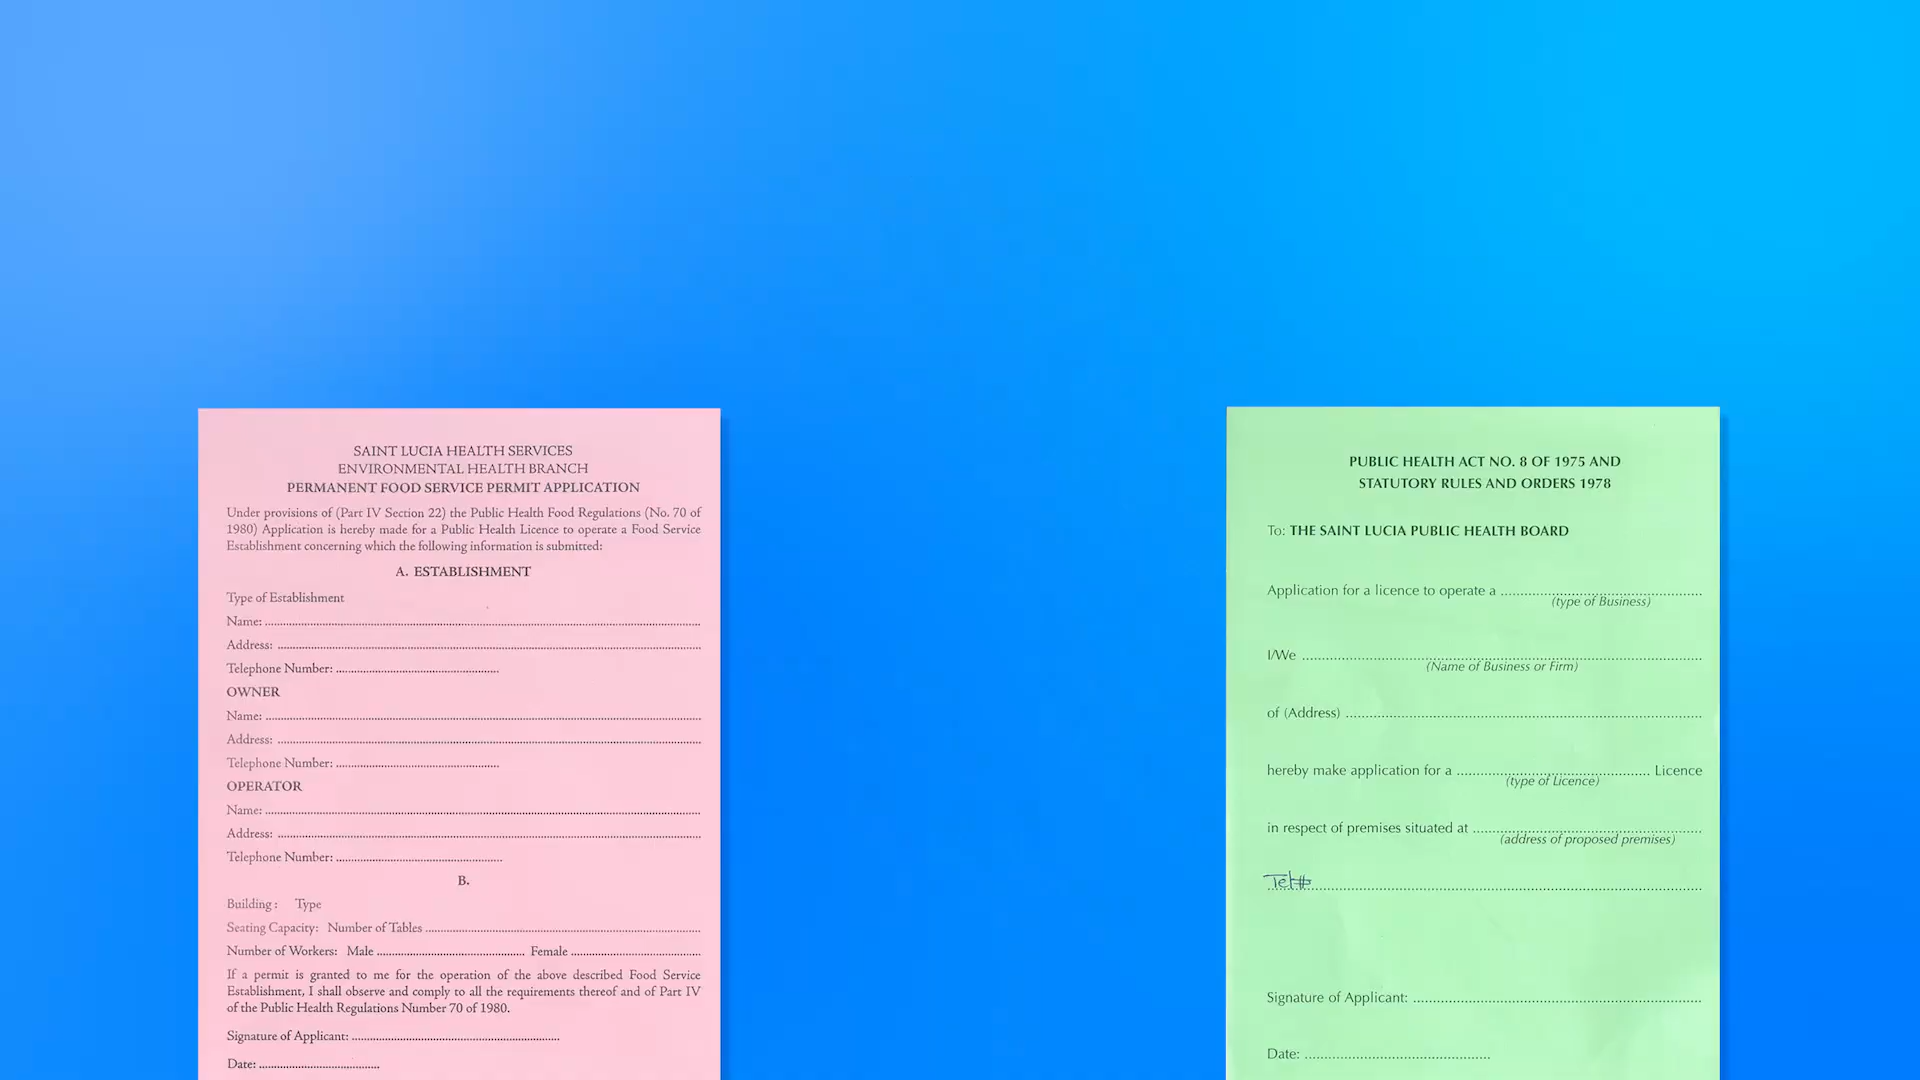 SAINT LUCIA HEALTH SERVICES
ENVIRONMENTAL HEALTH BRANCH
PERMANENT FOOD SERVICE PERMIT APPLICATION
Under provisions of (Part IV Section 22) the Public Health Food Regulations (No. 70 of
1980) Application is hereby made for a Public Health Licence to operate a Food Service
Establishment concerning which the following information is submitted:
A. ESTABLISHMENT
Type of Establishment
Name:
Address:
Telephone Number:
OWNER
Name:
Address:
Telephone Number:
OPERATOR
Name:
Address:
Telephone Number:
B.
Building : Type
Seating Capacity: Number of Tables
Number of Workers: Male Female
If a permit is granted to me for the operation of the above described Food Service
Establishment, I shall observe and comply to all the requirements thereof and of Part IV
of the Public Health Regulations Number 70 of 1980.
Signature of Applicant:
Date:
PUBLIC HEALTH ACT NO. 8 OF 1975 AND
STATUTORY RULES AND ORDERS 1978
To: THE SAINT LUCIA PUBLIC HEALTH BOARD
Application for a licence to operate a
(type of Business)
I/We
(Name of Business or Firm)
of (Address)
hereby make application for a Licence
(type of Licence)
in respect of premises situated at
(address of proposed premises)
Tel#
Signature of Applicant:
Date: